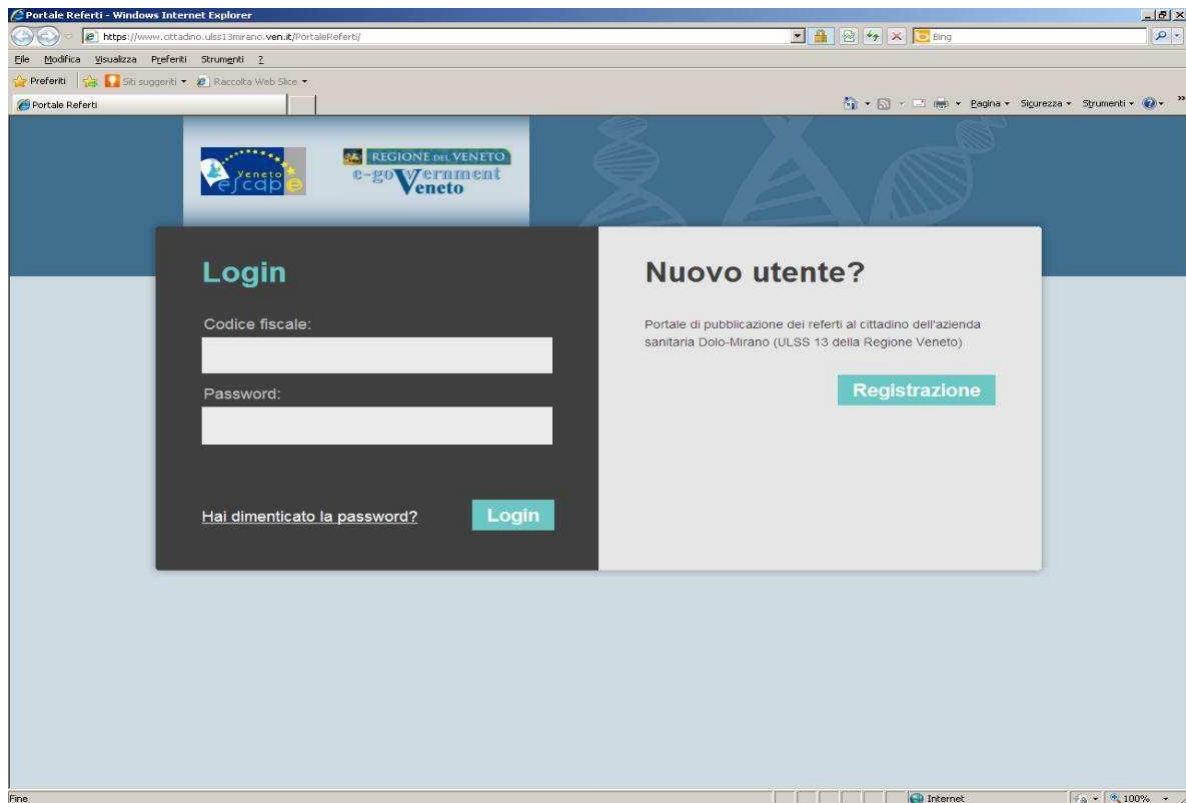 Portale Referti - Windows Internet Explorer
https://www.cittadino.ulss13mirano.ven.it/PortaleReferti/
Bing
File Modifica Visualizza Preferiti Strumenti ?
Preferiti Siti suggeriti Raccolta Web Slice
Portale Referti
Pagina Sicurezza Strumenti
Veneto
escape
REGIONE DEL VENETO
e-government
Veneto
Login
Codice fiscale:
Password:
Hai dimenticato la password?
Login
Nuovo utente?
Portale di pubblicazione dei referti al cittadino dell'azienda
sanitaria Dolo-Mirano (ULSS 13 della Regione Veneto)
Registrazione
Fine
Internet
100%